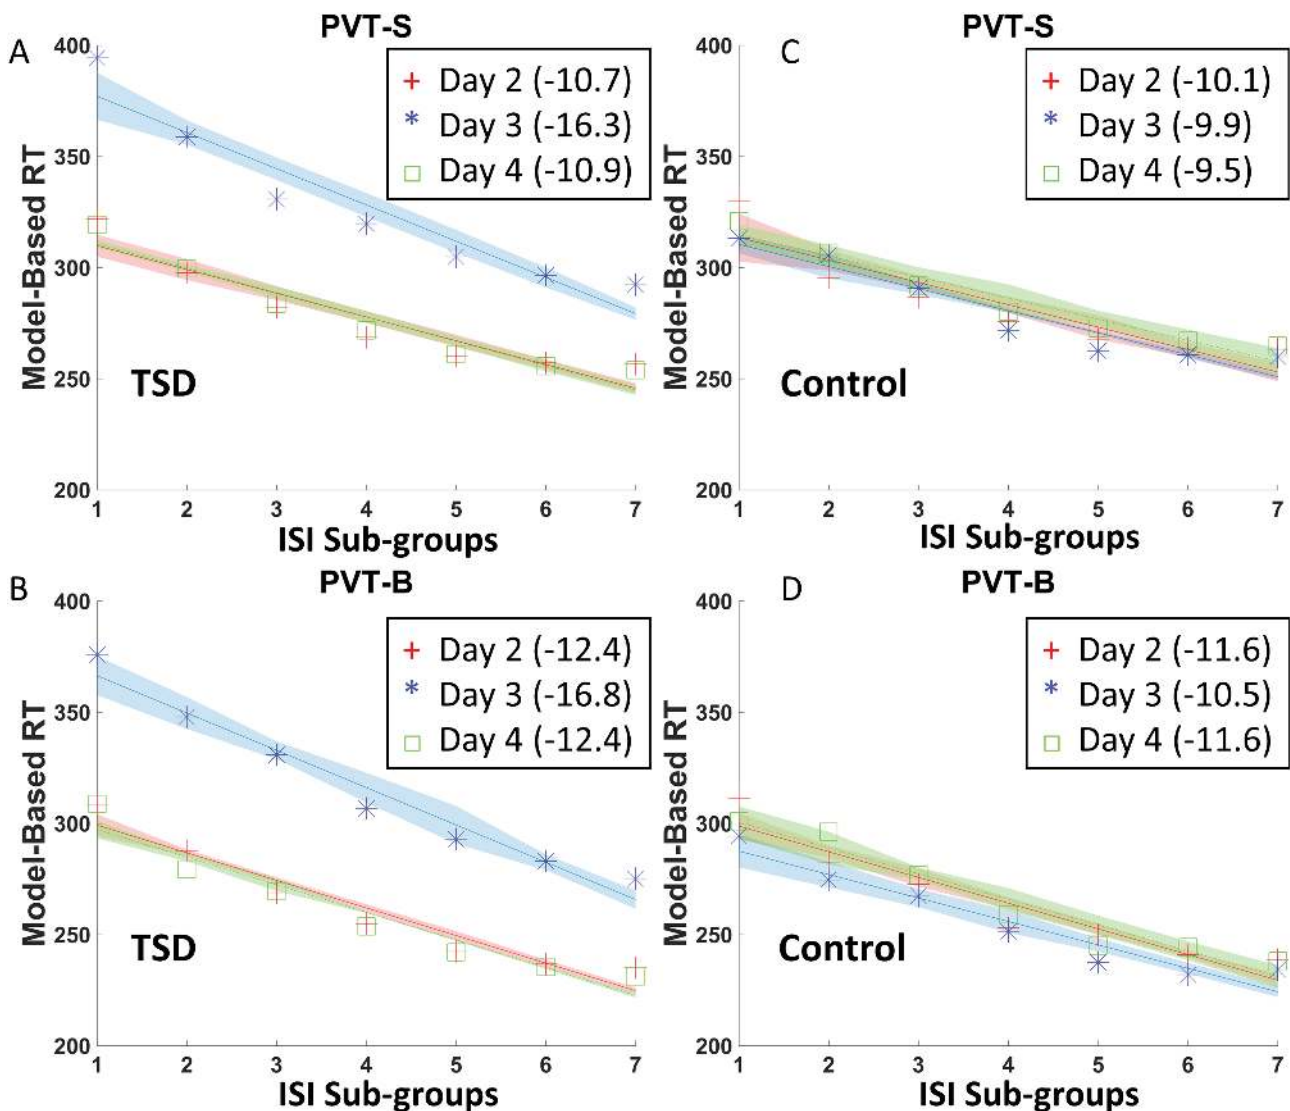 A
PVT-S
400
350
300
250
200
Model-Based RT
+ Day 2 (-10.7)
* Day 3 (-16.3)
□ Day 4 (-10.9)
TSD
1 2 3 4 5 6 7
ISI Sub-groups
C
PVT-S
400
350
300
250
200
Model-Based RT
+ Day 2 (-10.1)
* Day 3 (-9.9)
□ Day 4 (-9.5)
Control
1 2 3 4 5 6 7
ISI Sub-groups
B
PVT-B
400
350
300
250
200
Model-Based RT
+ Day 2 (-12.4)
* Day 3 (-16.8)
□ Day 4 (-12.4)
TSD
1 2 3 4 5 6 7
ISI Sub-groups
D
PVT-B
400
350
300
250
200
Model-Based RT
+ Day 2 (-11.6)
* Day 3 (-10.5)
□ Day 4 (-11.6)
Control
1 2 3 4 5 6 7
ISI Sub-groups